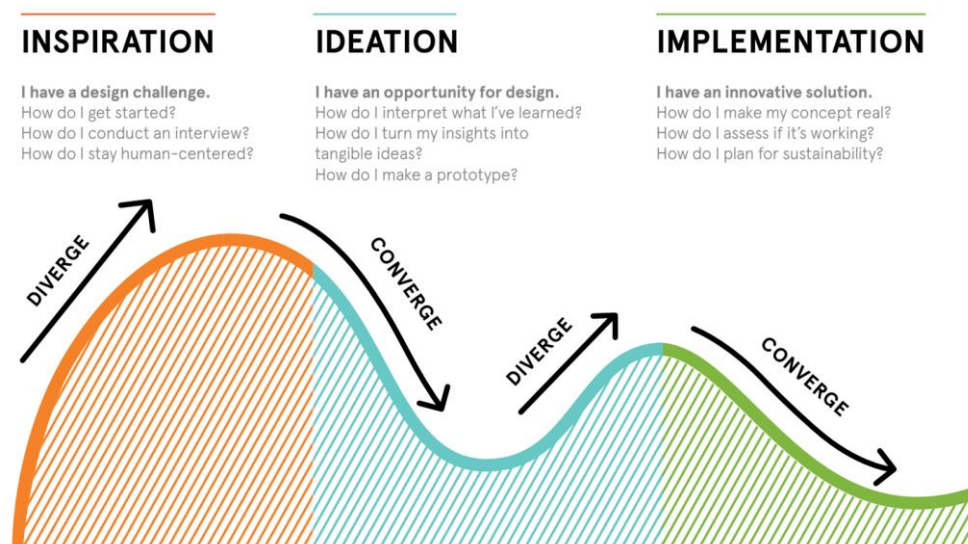 INSPIRATION
I have a design challenge.
How do I get started?
How do I conduct an interview?
How do I stay human-centered?
IDEATION
I have an opportunity for design.
How do I interpret what I've learned?
How do I turn my insights into
tangible ideas?
How do I make a prototype?
IMPLEMENTATION
I have an innovative solution.
How do I make my concept real?
How do I assess if it's working?
How do I plan for sustainability?
DIVERGE
CONVERGE
DIVERGE
CONVERGE